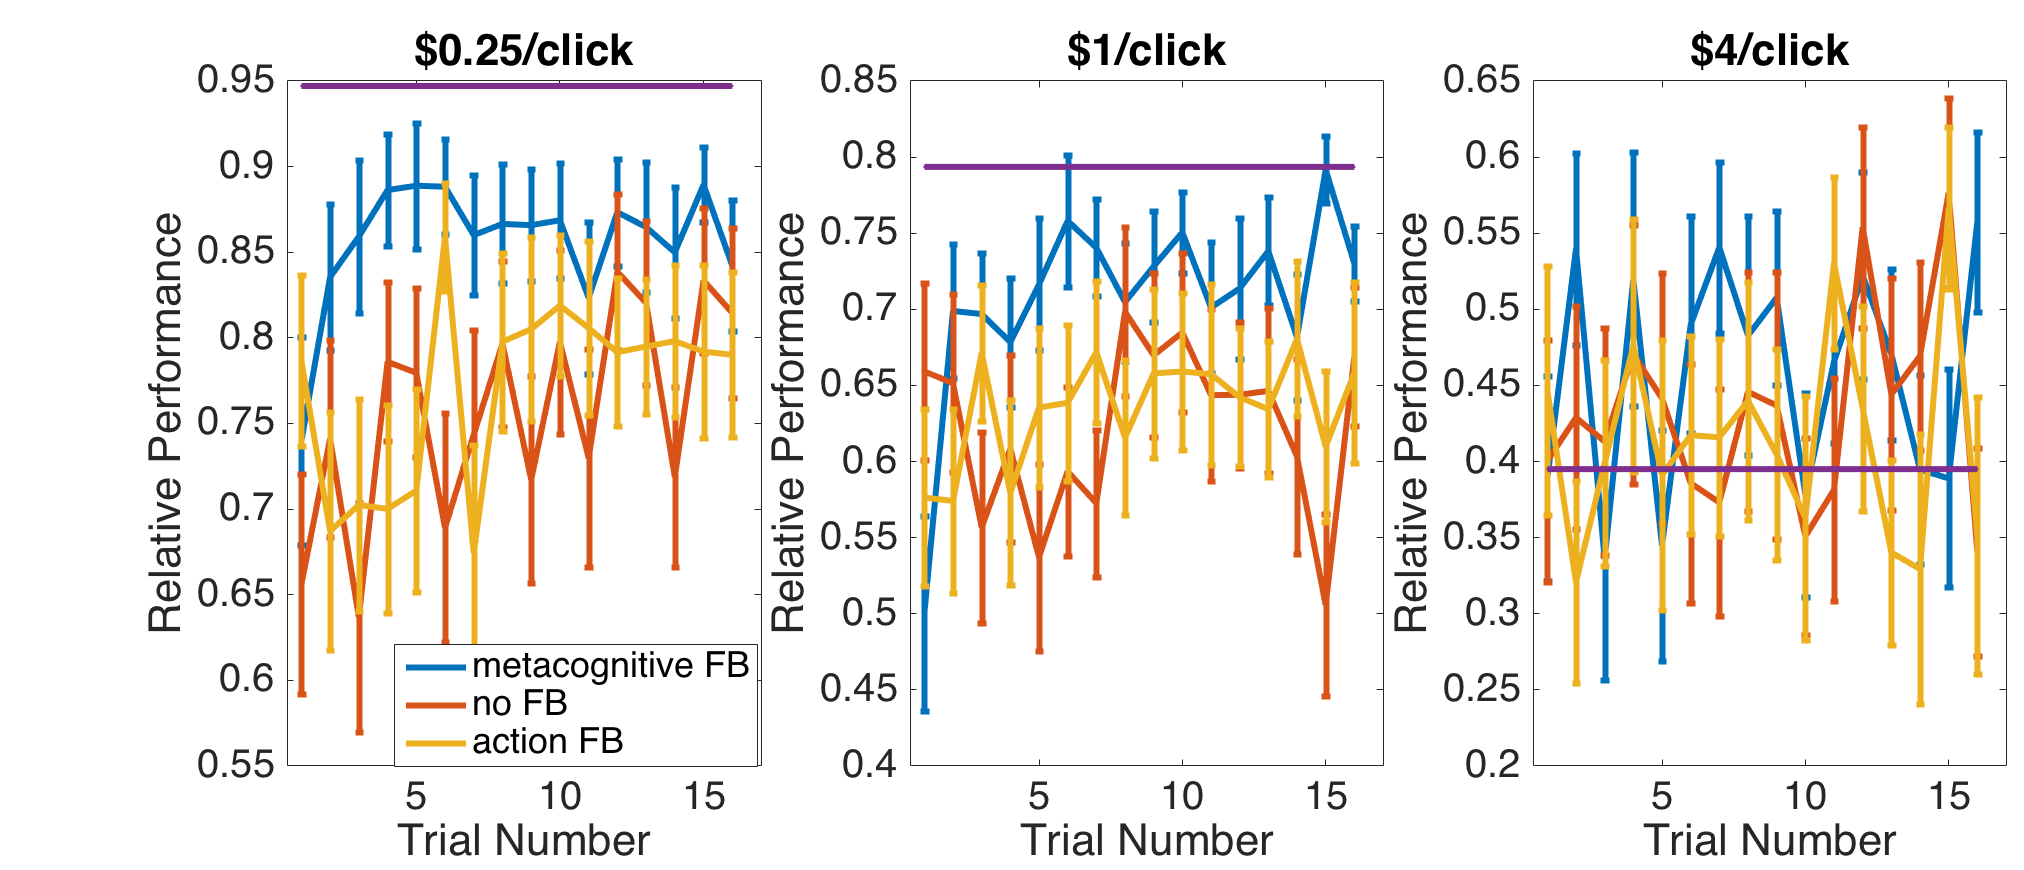 $0.25/click
0.95
0.9
0.85
0.8
0.75
0.7
0.65
0.6
0.55
Relative Performance
5 10 15
Trial Number
metacognitive FB
no FB
action FB
$1/click
0.85
0.8
0.75
0.7
0.65
0.6
0.55
0.5
0.45
0.4
Relative Performance
5 10 15
Trial Number
$4/click
0.65
0.6
0.55
0.5
0.45
0.4
0.35
0.3
0.25
0.2
Relative Performance
5 10 15
Trial Number